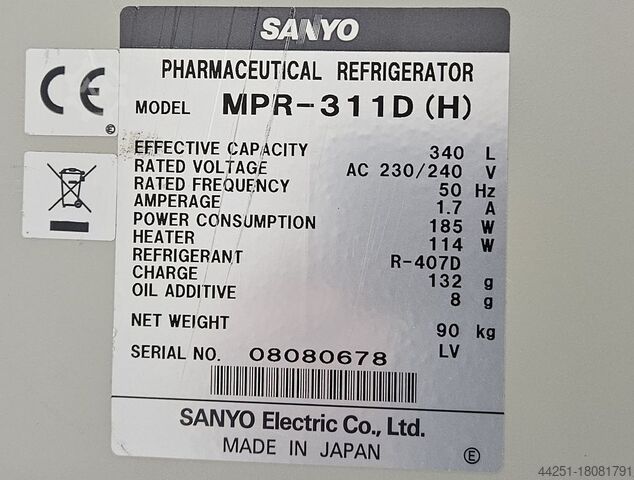 SANYO
PHARMACEUTICAL REFRIGERATOR
MODEL MPR-311D (H)
EFFECTIVE CAPACITY 340 L
RATED VOLTAGE AC 230/240 V
RATED FREQUENCY 50 Hz
AMPERAGE 1.7 A
POWER CONSUMPTION 185 W
HEATER 114 W
REFRIGERANT R-407D
CHARGE 132 g
OIL ADDITIVE 8 g
NET WEIGHT 90 kg
SERIAL NO. 08080678 LV
SANYO Electric Co., Ltd.
MADE IN JAPAN Ⓔ
CE
Ⓔ
44251-18081791